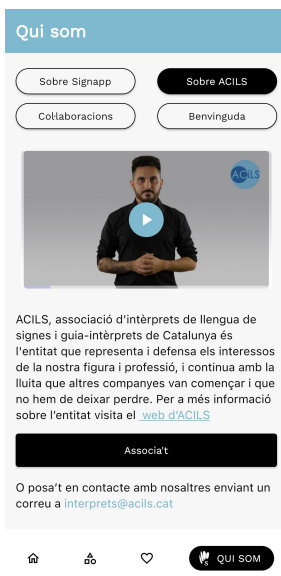 Qui som
Sobre Signapp
Sobre ACILS
Col·laboracions
Benvinguda
ACILS
ACILS, associació d'intèrprets de llengua de
signes i guia-intèrprets de Catalunya és
l'entitat que representa i defensa els interessos
de la nostra figura i professió, i continua amb la
lluita que altres companyes van començar i que
no hem de deixar perdre. Per a més informació
sobre l'entitat visita el web d'ACILS
Associa't
O posa't en contacte amb nosaltres enviant un
correu a interprets@acils.cat
QUI SOM